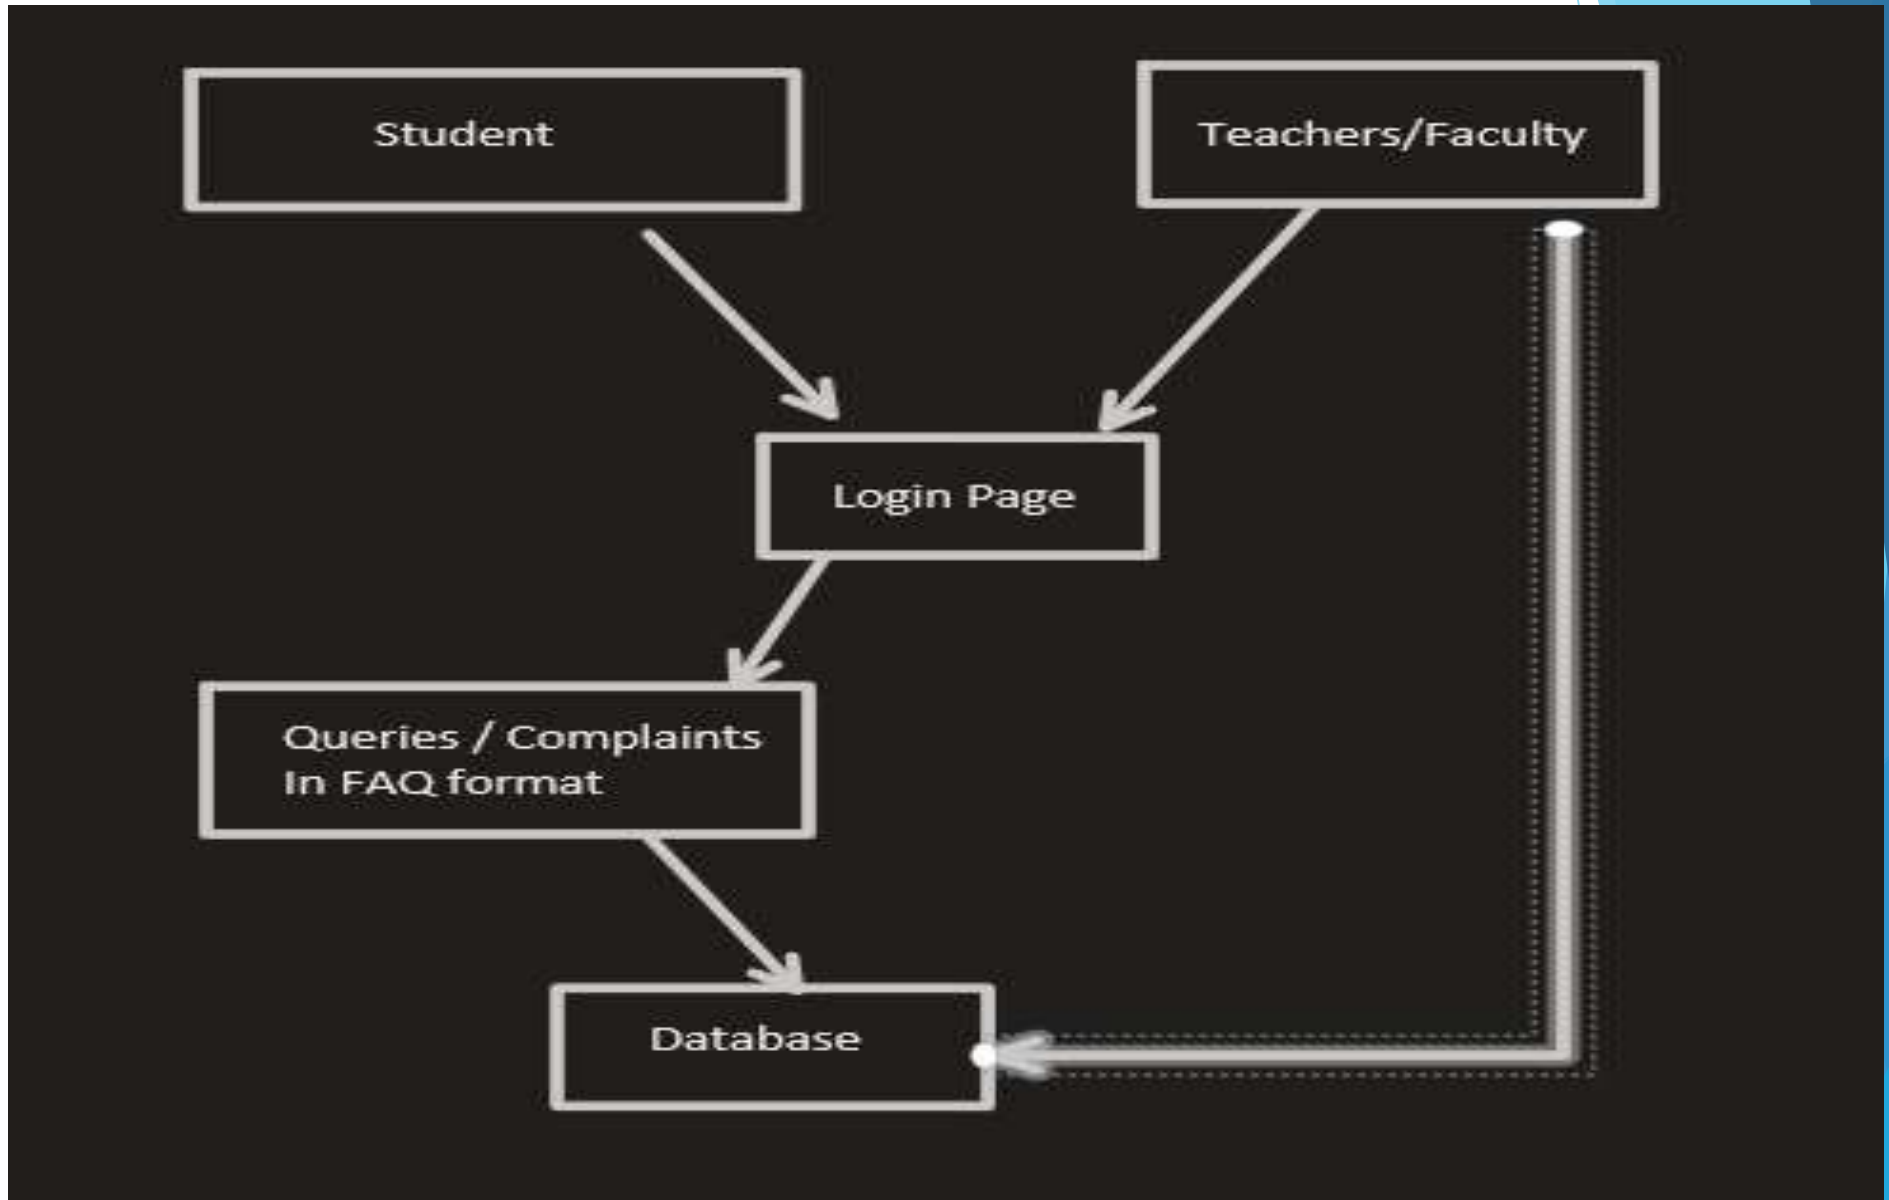 Student
Teachers/Faculty
Login Page
Queries / Complaints
In FAQ format
Database